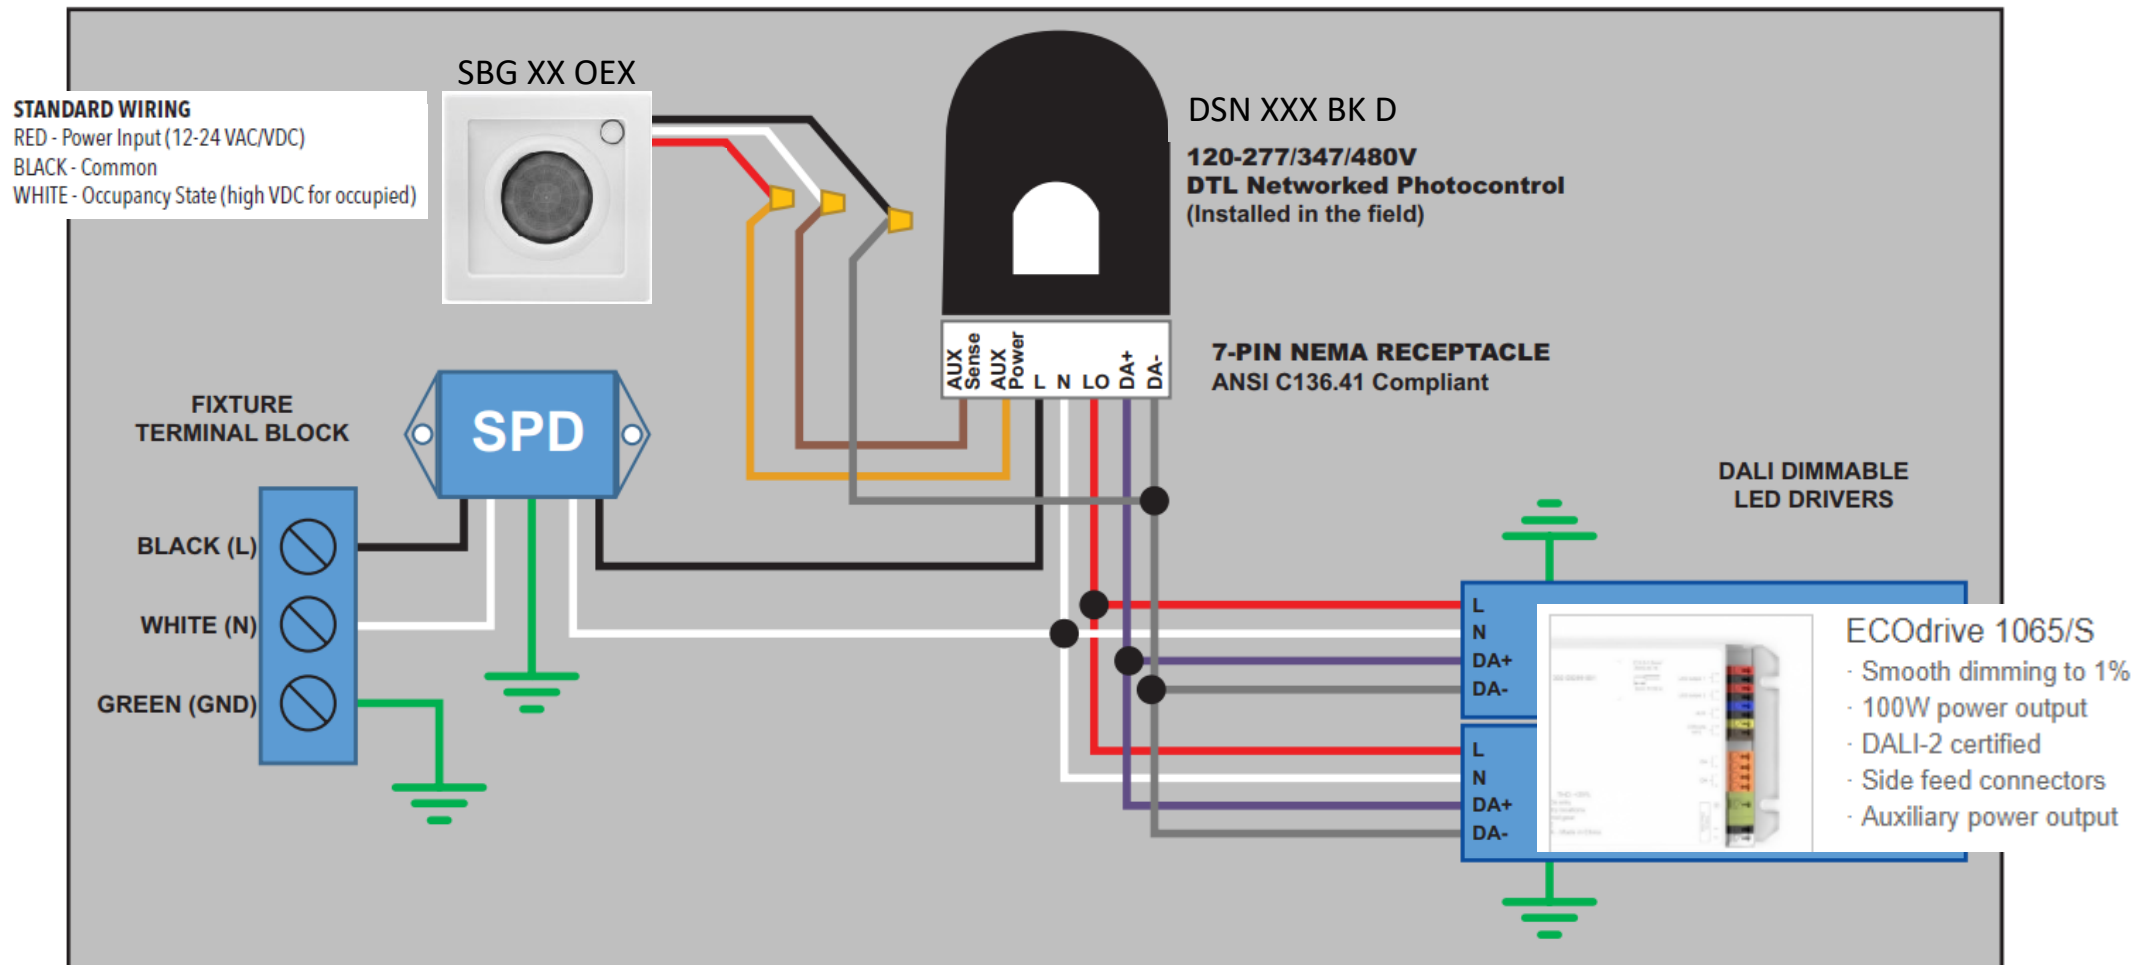 SBG XX OEX
STANDARD WIRING
RED - Power Input (12-24 VAC/VDC)
BLACK - Common
WHITE - Occupancy State (high VDC for occupied)
DSN XXX BK D
120-277/347/480V
DTL Networked Photocontrol
(Installed in the field)
AUX
Sense
AUX
Power
L
N
LO
DA+
DA-
7-PIN NEMA RECEPTACLE
ANSI C136.41 Compliant
FIXTURE
TERMINAL BLOCK
SPD
BLACK (L)
WHITE (N)
GREEN (GND)
DALI DIMMABLE
LED DRIVERS
L
N
DA+
DA-
L
N
DA+
DA-
ECOdrive 1065/S
· Smooth dimming to 1%
· 100W power output
· DALI-2 certified
· Side feed connectors
· Auxiliary power output